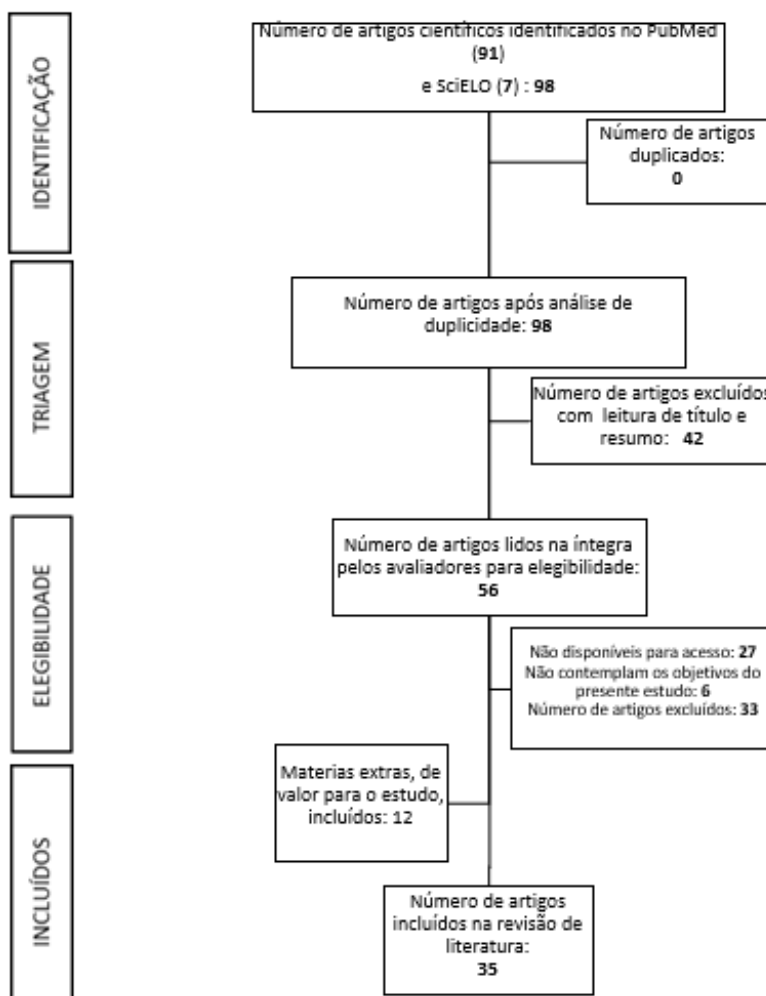 IDENTIFICAÇÃO
Número de artigos científicos identificados no PubMed
(91)
e SciELO (7) : 98
Número de artigos
duplicados:
0
TRIAGEM
Número de artigos após análise de
duplicidade: 98
Número de artigos excluídos
com leitura de título e
resumo: 42
ELEGIBILIDADE
Número de artigos lidos na íntegra
pelos avaliadores para elegibilidade:
56
Não disponíveis para acesso: 27
Não contemplam os objetivos do
presente estudo: 6
Número de artigos excluídos: 33
INCLUÍDOS
Materias extras, de
valor para o estudo,
incluídos: 12
Número de artigos
incluídos na revisão de
literatura:
35